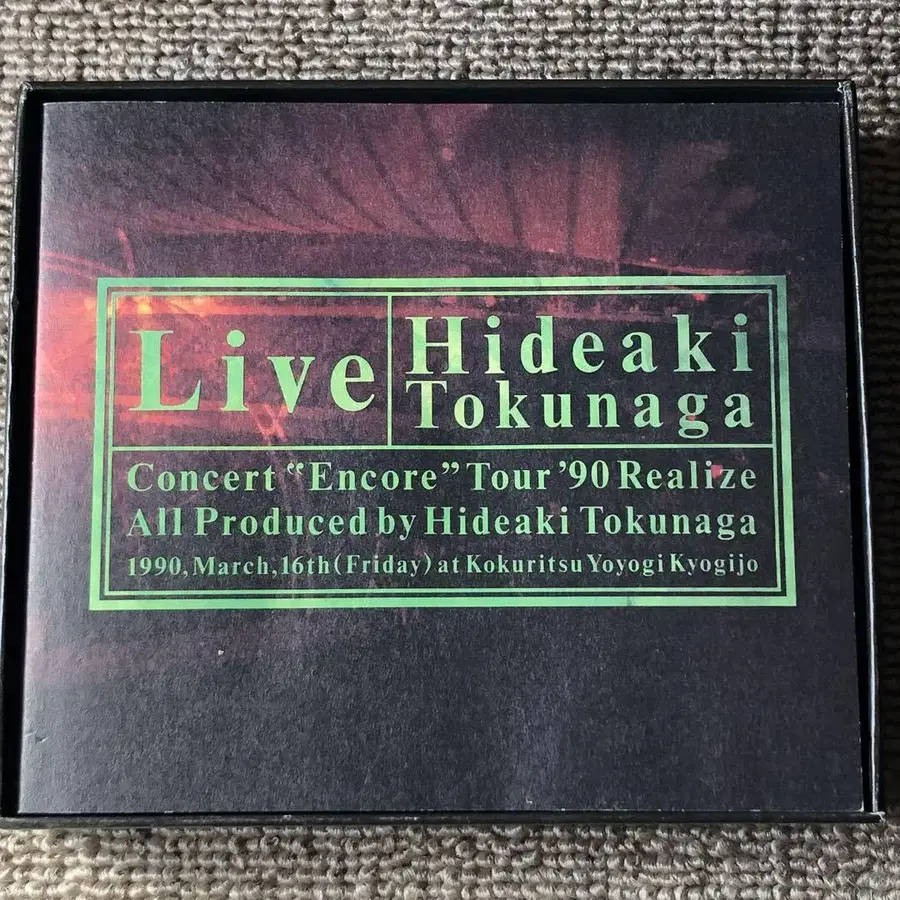 Live
Hideaki
Tokunaga
Concert “Encore” Tour ’90 Realize
All Produced by Hideaki Tokunaga
1990, March, 16th (Friday) at Kokuritsu Yoyogi Kyogijo